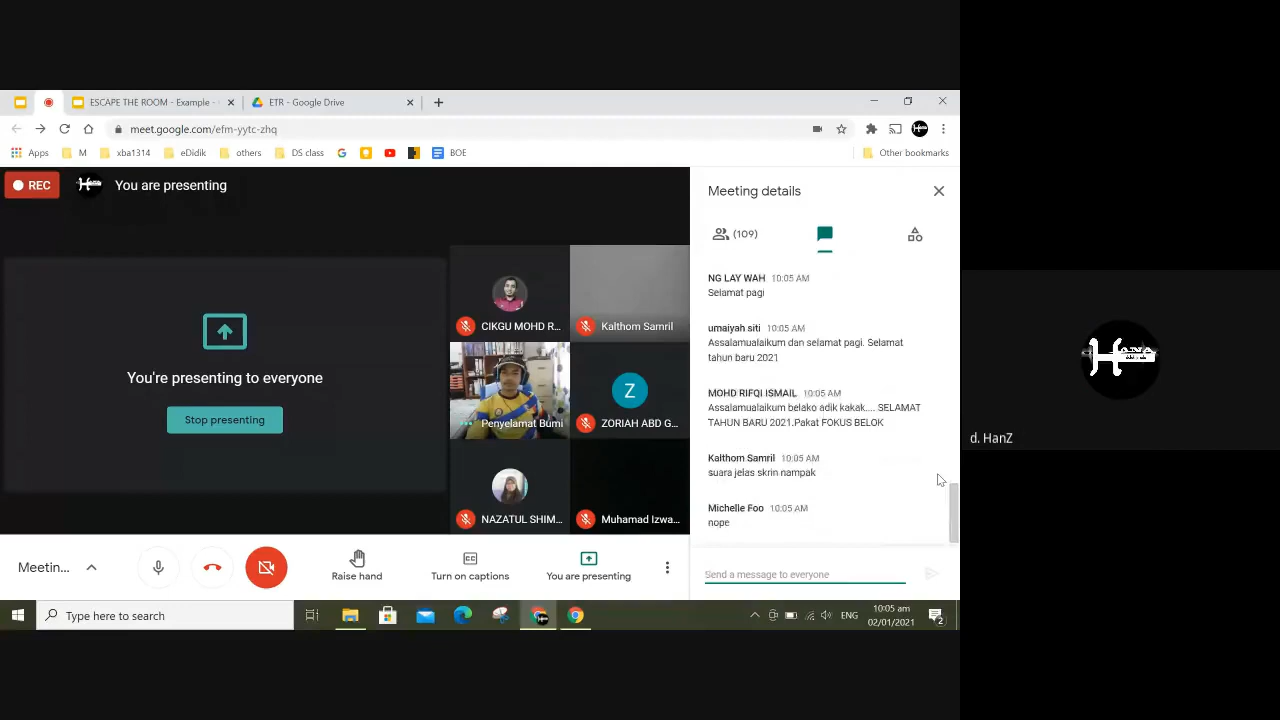 ESCAPE THE ROOM - Example -
ETR - Google Drive
meet.google.com/efm-yytc-zhq
Apps
M
xba1314
eDidik
others
DS class
BOE
Other bookmarks
REC
You are presenting
Meeting details
(109)
NG LAY WAH 10:05 AM
Selamat pagi
umaiyah siti 10:05 AM
Assalamualaikum dan selamat pagi. Selamat
tahun baru 2021
MOHD RIFQI ISMAIL 10:05 AM
Assalamualaikum belako adik kakak.... SELAMAT
TAHUN BARU 2021.Pakat FOKUS BELOK
Kalthom Samril 10:05 AM
suara jelas skrin nampak
Michelle Foo 10:05 AM
nope
Send a message to everyone
You're presenting to everyone
Stop presenting
CIKGU MOHD R...
Kalthom Samril
Penyelamat Bumi
Z
ZORIAH ABD G...
NAZATUL SHIM...
Muhamad Izwa...
d. HanZ
Meetin...
Raise hand
Turn on captions
You are presenting
Type here to search
ENG
10:05 am
02/01/2021
2